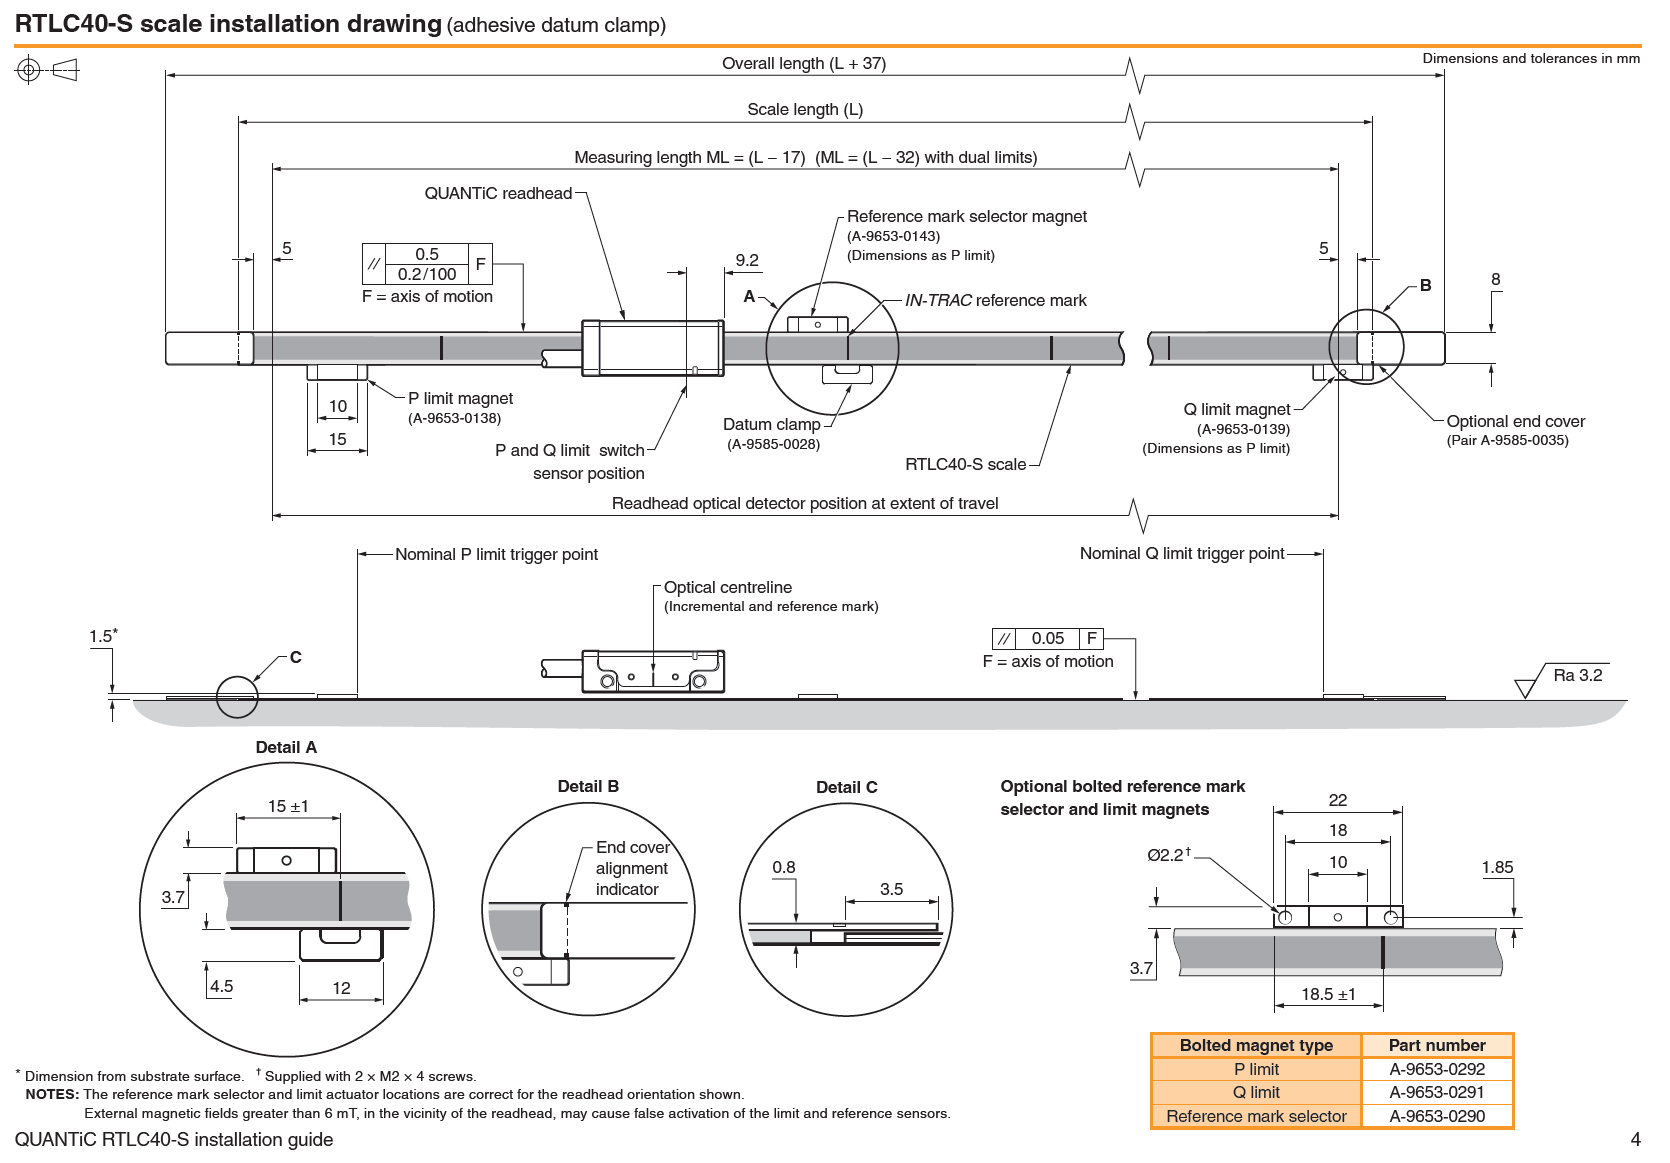 RTLC40-S scale installation drawing (adhesive datum clamp)
Dimensions and tolerances in mm
Overall length (L + 37)
Scale length (L)
Measuring length ML = (L − 17)  (ML = (L − 32) with dual limits)
QUANTiC readhead
Reference mark selector magnet
(A-9653-0143)
(Dimensions as P limit)
5
// 0.5 F
0.2/100
F = axis of motion
9.2
A
IN-TRAC reference mark
5
B
8
P limit magnet
(A-9653-0138)
10
15
P and Q limit switch
sensor position
Datum clamp
(A-9585-0028)
RTLC40-S scale
Q limit magnet
(A-9653-0139)
(Dimensions as P limit)
Optional end cover
(Pair A-9585-0035)
Readhead optical detector position at extent of travel
Nominal P limit trigger point
Nominal Q limit trigger point
Optical centreline
(Incremental and reference mark)
1.5*
C
// 0.05 F
F = axis of motion
Ra 3.2
Detail A
15 ±1
3.7
4.5
12
Detail B
End cover
alignment
indicator
Detail C
0.8
3.5
Optional bolted reference mark
selector and limit magnets
22
18
10
Ø2.2†
1.85
3.7
18.5 ±1
Bolted magnet type Part number
P limit A-9653-0292
Q limit A-9653-0291
Reference mark selector A-9653-0290
* Dimension from substrate surface. † Supplied with 2 × M2 × 4 screws.
NOTES: The reference mark selector and limit actuator locations are correct for the readhead orientation shown.
External magnetic fields greater than 6 mT, in the vicinity of the readhead, may cause false activation of the limit and reference sensors.
QUANTiC RTLC40-S installation guide
4